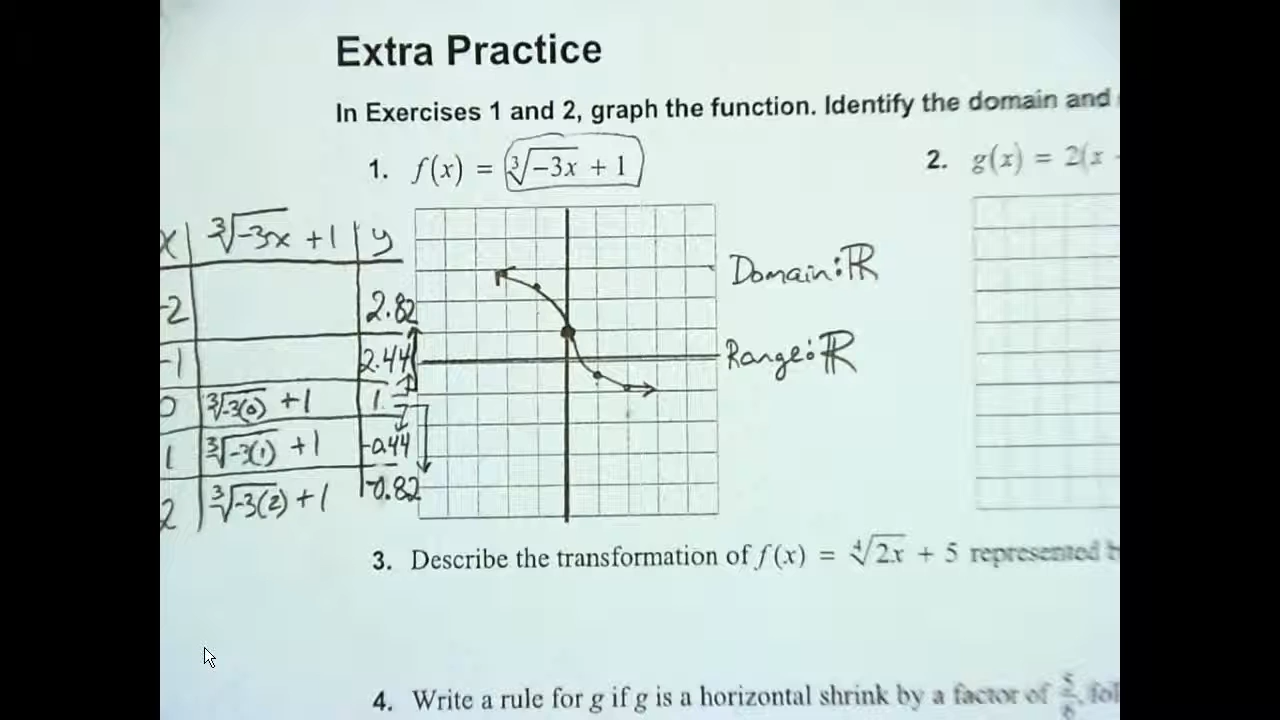 Extra Practice
In Exercises 1 and 2, graph the function. Identify the domain and
1. f(x) = ∛(-3x) + 1
2. g(x) = 2(x
x | ∛(-3x) +1 | y
-2 | | 2.82
-1 | | 2.44
0 | ∛(-3(0)) +1 | 1
1 | ∛(-3(1)) +1 | -0.44
2 | ∛(-3(2)) +1 | -0.82
Domain: ℝ
Range: ℝ
3. Describe the transformation of f(x) = ∜(2x) + 5 represented
4. Write a rule for g if g is a horizontal shrink by a factor of 5/6,